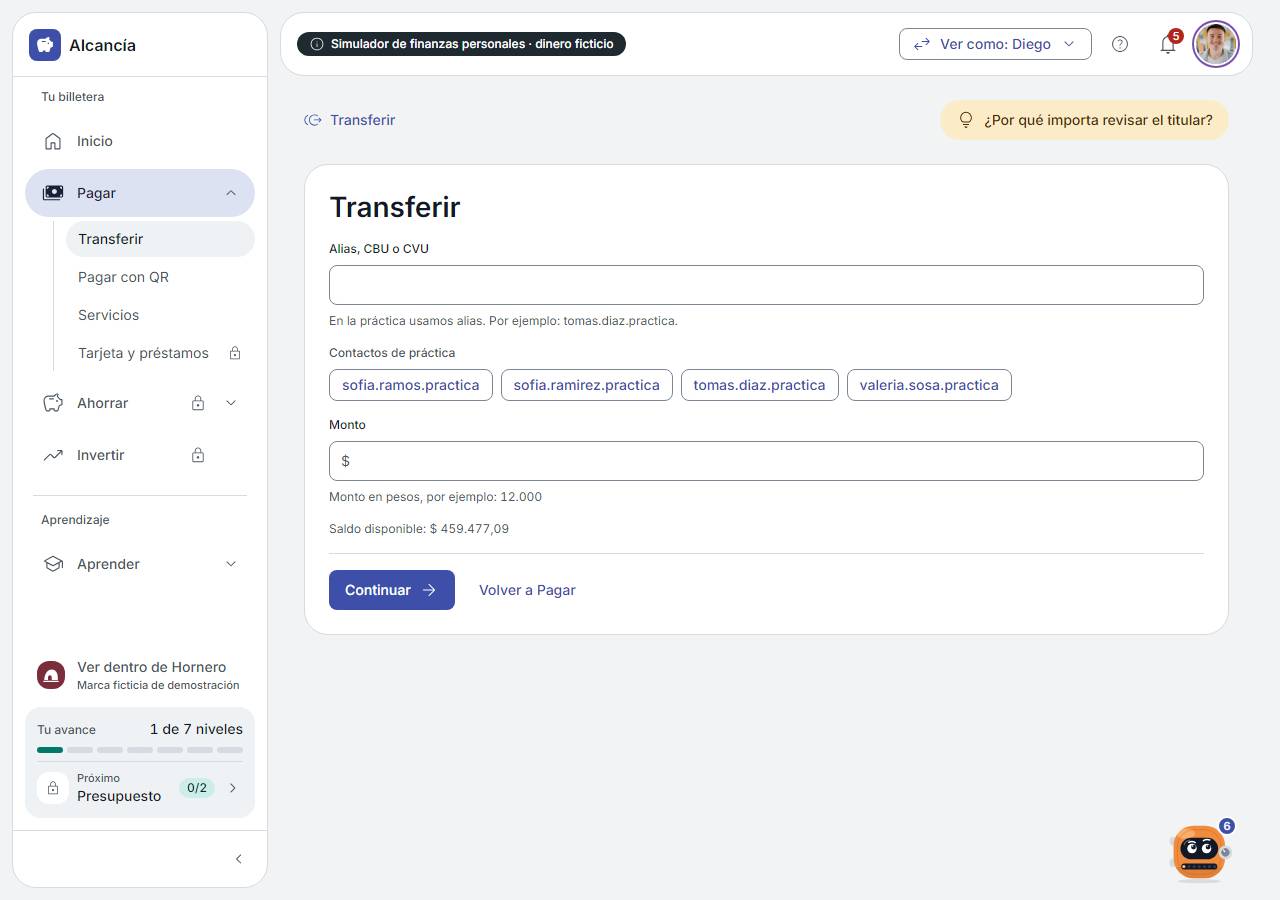 Alcancía
Tu billetera
Inicio
Pagar
Transferir
Pagar con QR
Servicios
Tarjeta y préstamos
Ahorrar
Invertir
Aprendizaje
Aprender
Ver dentro de Hornero
Marca ficticia de demostración
Tu avance
1 de 7 niveles
Próximo
Presupuesto
0/2
Simulador de finanzas personales · dinero ficticio
Ver como: Diego
5
Transferir
¿Por qué importa revisar el titular?
Transferir
Alias, CBU o CVU
En la práctica usamos alias. Por ejemplo: tomas.diaz.practica.
Contactos de práctica
sofia.ramos.practica
sofia.ramirez.practica
tomas.diaz.practica
valeria.sosa.practica
Monto
$
Monto en pesos, por ejemplo: 12.000
Saldo disponible: $ 459.477,09
Continuar
Volver a Pagar
6